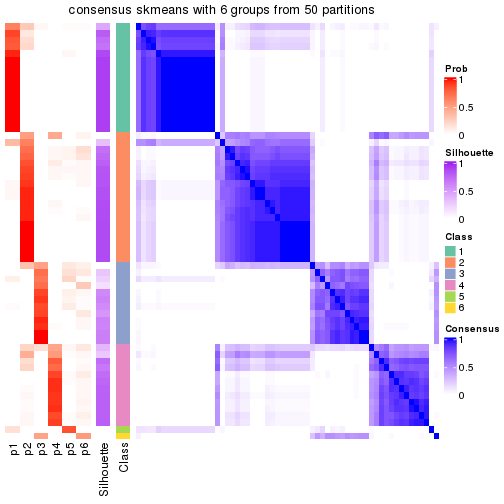 consensus skmeans with 6 groups from 50 partitions
Prob
1
0.5
0
Silhouette
1
0.5
0
Class
1
2
3
4
5
6
Consensus
1
0.5
0
p1
p2
p3
p4
p5
p6
Silhouette
Class